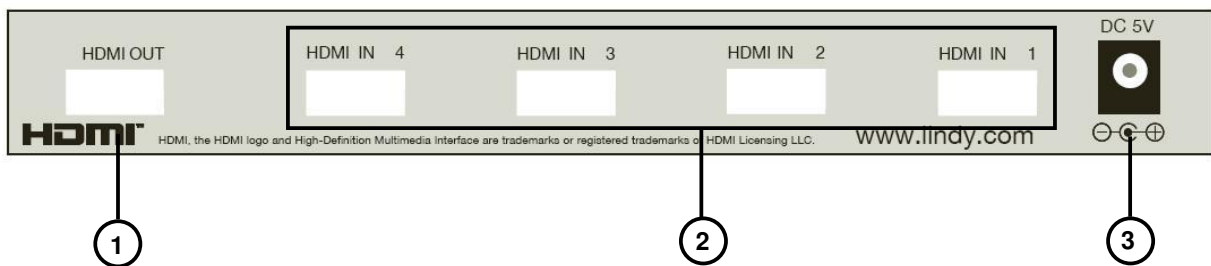 DC 5V
HDMI OUT HDMI IN 4 HDMI IN 3 HDMI IN 2 HDMI IN 1
HDMI HDMI, the HDMI logo and High-Definition Multimedia Interface are trademarks or registered trademarks of HDMI Licensing LLC. www.lindy.com
1 2 3